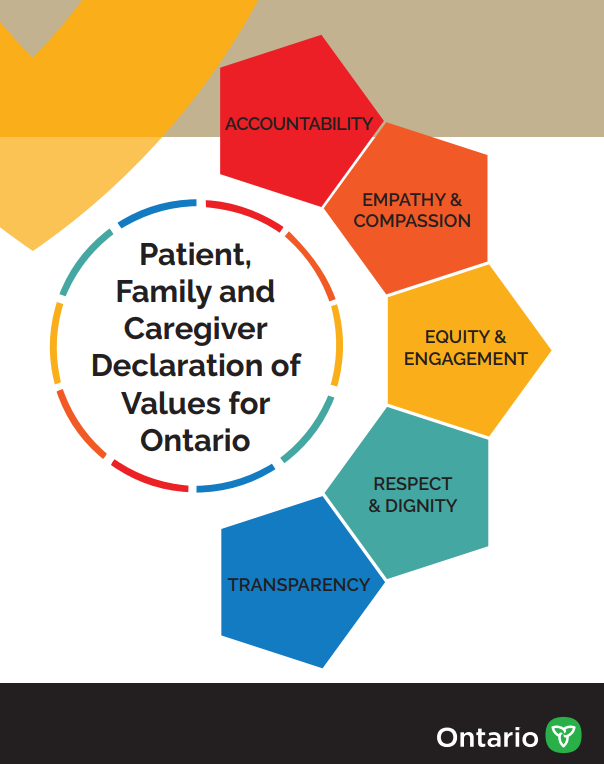 ACCOUNTABILITY
EMPATHY &
COMPASSION
Patient,
Family and
Caregiver
Declaration of
Values for
Ontario
EQUITY &
ENGAGEMENT
RESPECT
& DIGNITY
TRANSPARENCY
Ontario